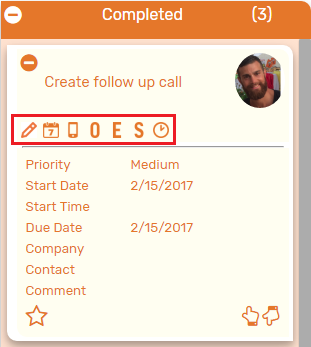 Completed (3)
Create follow up call
7 O E S
Priority Medium
Start Date 2/15/2017
Start Time
Due Date 2/15/2017
Company
Contact
Comment